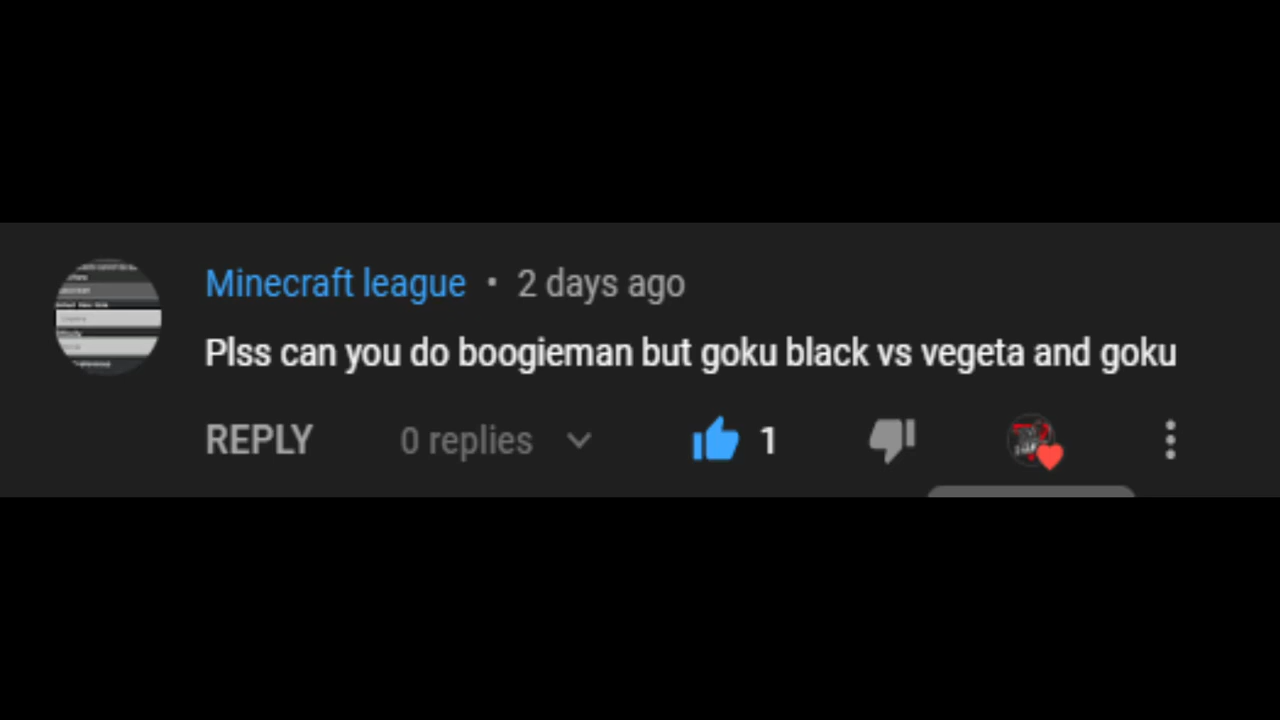 Minecraft league • 2 days ago
Plss can you do boogieman but goku black vs vegeta and goku
REPLY 0 replies 1